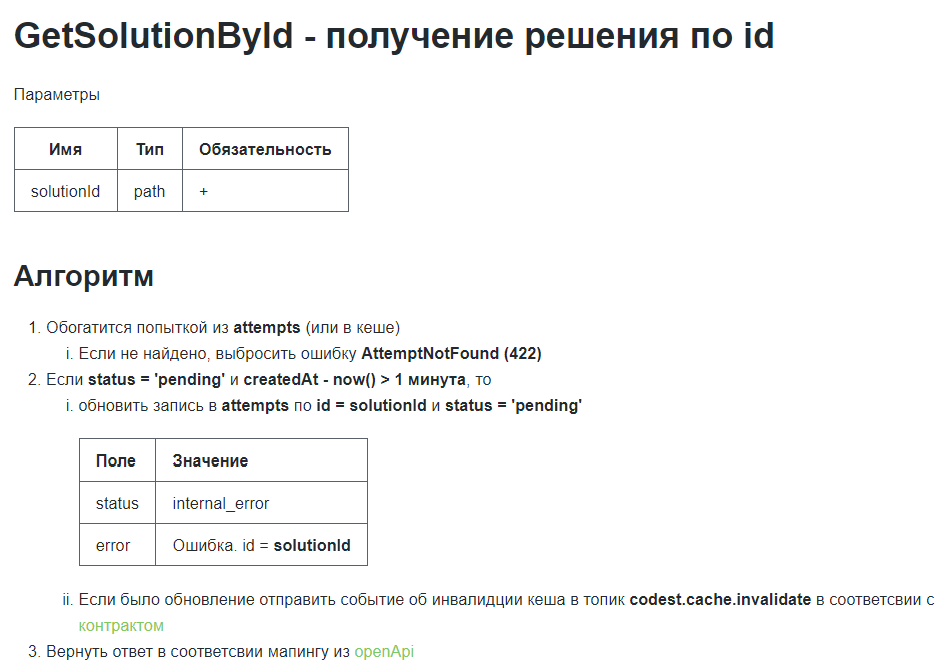 GetSolutionById - получение решения по id
Параметры
Имя Тип Обязательность
solutionId path +
Алгоритм
1. Обогатится попыткой из attempts (или в кеше)
i. Если не найдено, выбросить ошибку AttemptNotFound (422)
2. Если status = 'pending' и createdAt - now() > 1 минута, то
i. обновить запись в attempts по id = solutionId и status = 'pending'
Поле Значение
status internal_error
error Ошибка. id = solutionId
ii. Если было обновление отправить событие об инвалидции кеша в топик codest.cache.invalidate в соответсвии с
контрактом
3. Вернуть ответ в соответсвии мапингу из openApi